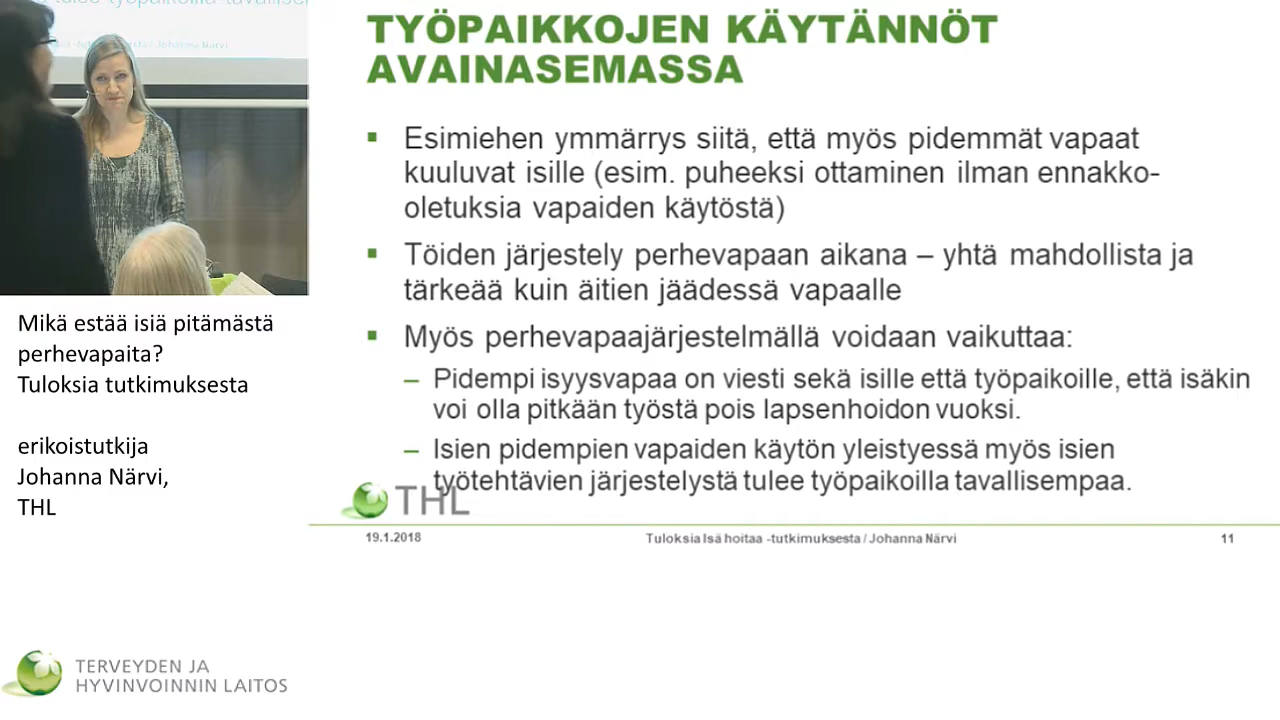 TYÖPAIKKOJEN KÄYTÄNNÖT
AVAINASEMASSA
Esimiehen ymmärrys siitä, että myös pidemmät vapaat
kuuluvat isille (esim. puheeksi ottaminen ilman ennakko-
oletuksia vapaiden käytöstä)
Töiden järjestely perhevapaan aikana – yhtä mahdollista ja
tärkeää kuin äitien jäädessä vapaalle
Myös perhevapaajärjestelmällä voidaan vaikuttaa:
– Pidempi isyysvapaa on viesti sekä isille että työpaikoille, että isäkin
voi olla pitkään työstä pois lapsenhoidon vuoksi.
– Isien pidempien vapaiden käytön yleistyessä myös isien
työtehtävien järjestelystä tulee työpaikoilla tavallisempaa.
THL
19.1.2018 Tuloksia Isä hoitaa -tutkimuksesta / Johanna Närvi 11
Johanna Närvi
Mikä estää isiä pitämästä
perhevapaita?
Tuloksia tutkimuksesta
erikoistutkija
Johanna Närvi,
THL
TERVEYDEN JA
HYVINVOINNIN LAITOS